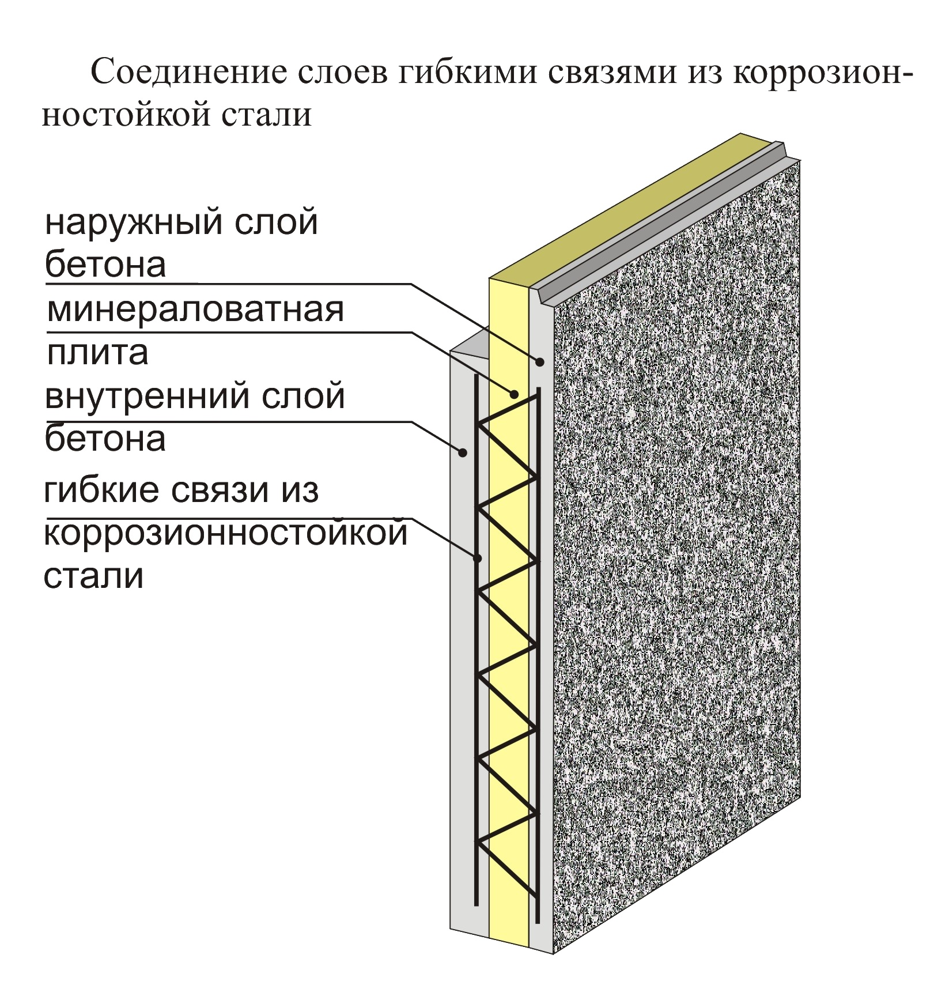 Соединение слоев гибкими связями из коррозион-
ностойкой стали
наружный слой
бетона
минераловатная
плита
внутренний слой
бетона
гибкие связи из
коррозионностойкой
стали